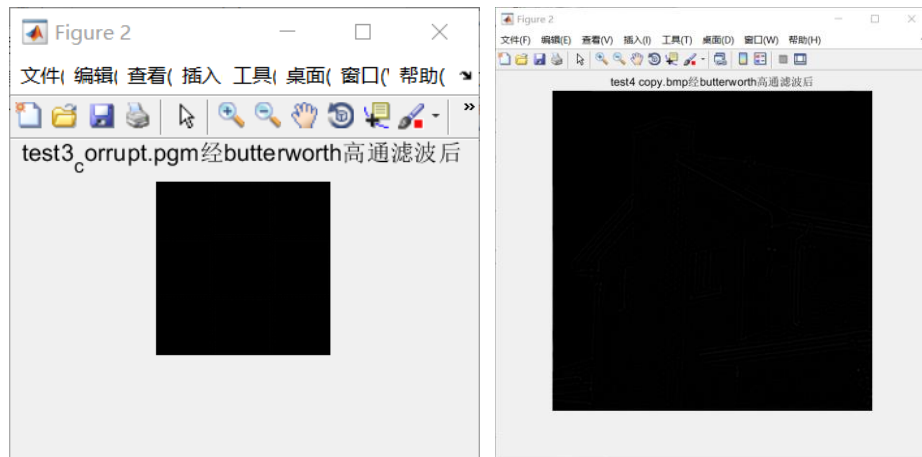 Figure 2
文件( 编辑( 查看( 插入 工具( 桌面( 窗口(' 帮助(
test3corrupt.pgm经butterworth高通滤波后
Figure 2
文件(F) 编辑(E) 查看(V) 插入(I) 工具(T) 桌面(D) 窗口(W) 帮助(H)
test4 copy.bmp经butterworth高通滤波后